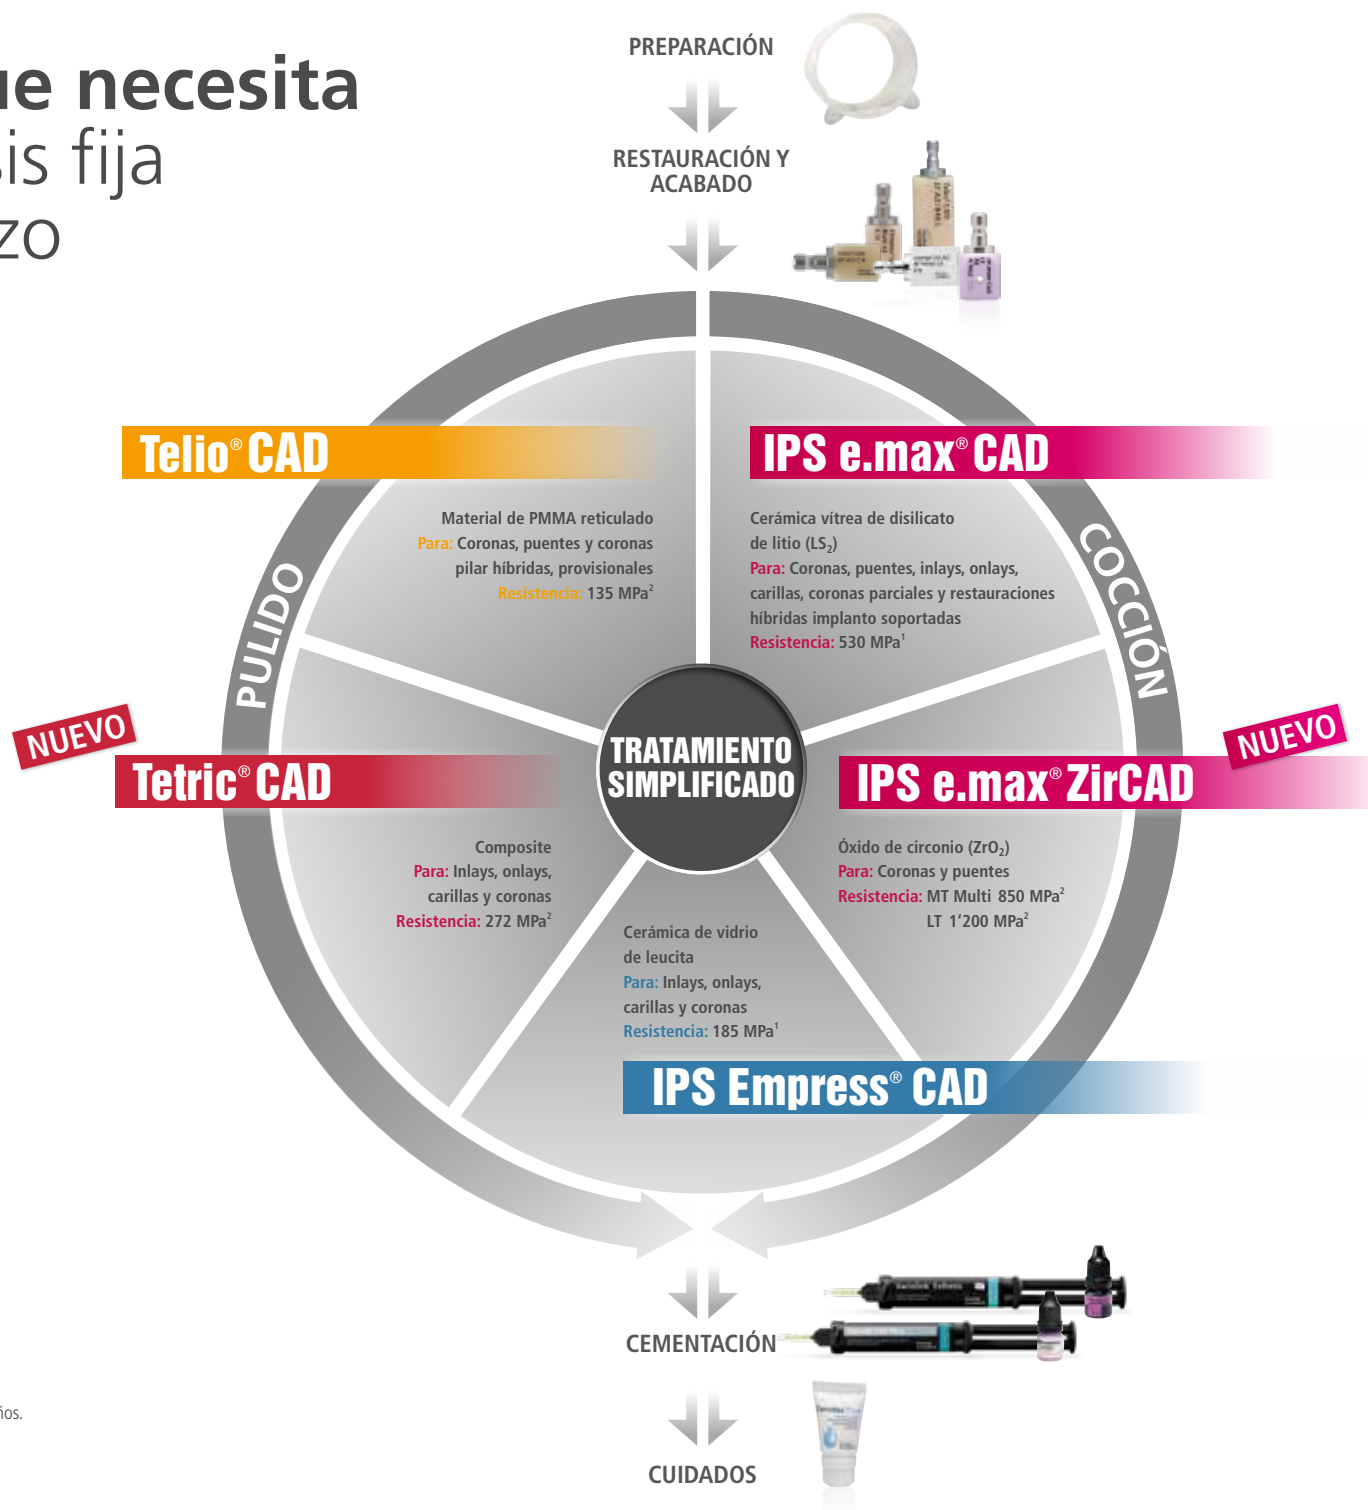 ue necesita
sis fija
zo
PREPARACIÓN
RESTAURACIÓN Y
ACABADO
Telio® CAD
Material de PMMA reticulado
Para: Coronas, puentes y coronas
pilar híbridas, provisionales
Resistencia: 135 MPa²
IPS e.max® CAD
Cerámica vítrea de disilicato
de litio (LS₂)
Para: Coronas, puentes, inlays, onlays,
carillas, coronas parciales y restauraciones
híbridas implanto soportadas
Resistencia: 530 MPa¹
PULIDO
COCCIÓN
TRATAMIENTO
SIMPLIFICADO
NUEVO
Tetric® CAD
Composite
Para: Inlays, onlays,
carillas y coronas
Resistencia: 272 MPa²
NUEVO
IPS e.max® ZirCAD
Óxido de circonio (ZrO₂)
Para: Coronas y puentes
Resistencia: MT Multi 850 MPa²
LT 1’200 MPa²
Cerámica de vidrio
de leucita
Para: Inlays, onlays,
carillas y coronas
Resistencia: 185 MPa¹
IPS Empress® CAD
CEMENTACIÓN
CUIDADOS
ños.